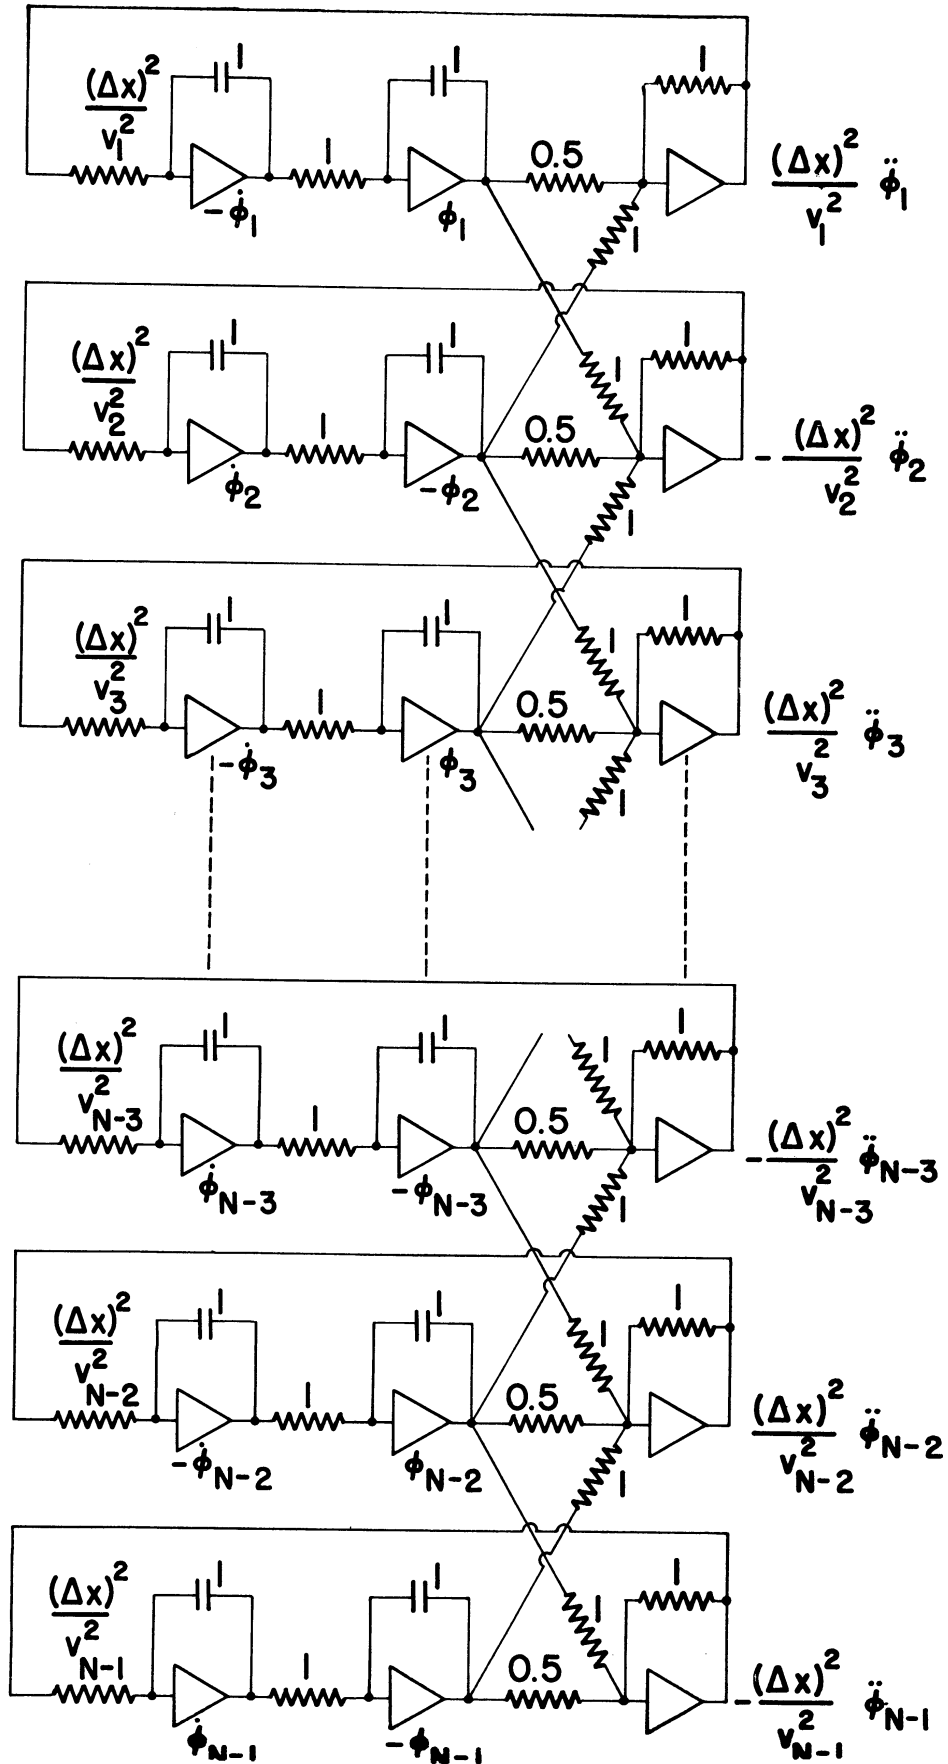 1 1 1
(Δx)² / v₁² 1 0.5 (Δx)² / v₁² φ̈₁
-φ̇₁ φ₁ 1
1 1 1
(Δx)² / v₂² 1 1 0.5 - (Δx)² / v₂² φ̈₂
φ̇₂ -φ₂ 1
1 1 1
(Δx)² / v₃² 1 1 0.5 (Δx)² / v₃² φ̈₃
-φ̇₃ φ₃ 1
1 1 1 1
(Δx)² / v²N-3 1 0.5 - (Δx)² / v²N-3 φ̈N-3
φ̇N-3 -φN-3 1
1 1 1
(Δx)² / v²N-2 1 1 0.5 (Δx)² / v²N-2 φ̈N-2
-φ̇N-2 φN-2 1
1 1 1
(Δx)² / v²N-1 1 1 0.5 - (Δx)² / v²N-1 φ̈N-1
φ̇N-1 -φN-1